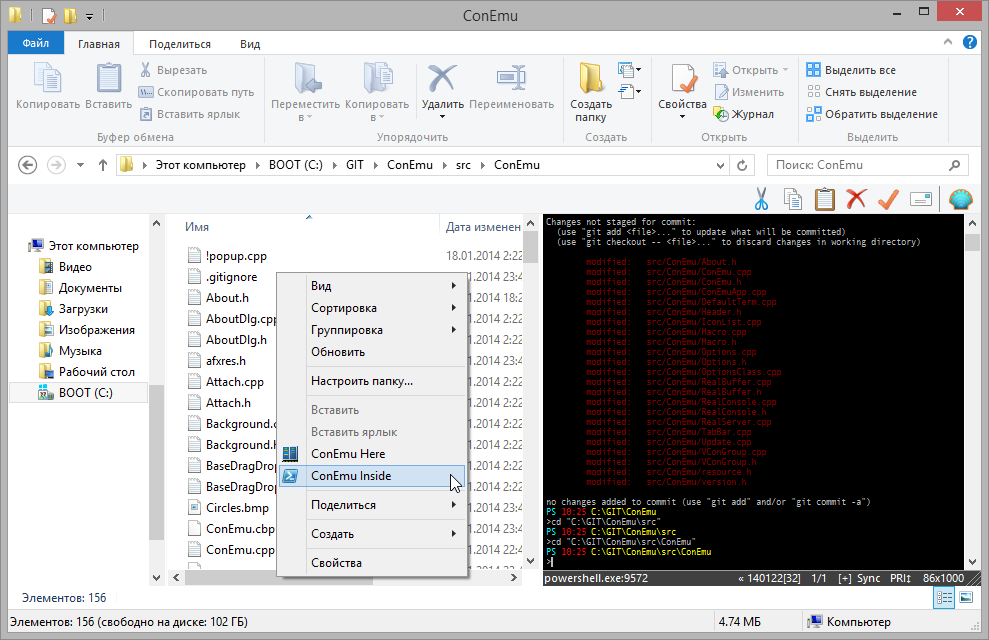 ConEmu
Файл Главная Поделиться Вид
Копировать Вставить Вырезать Скопировать путь Вставить ярлык
Буфер обмена
Переместить в Копировать в Удалить Переименовать
Упорядочить
Создать папку
Создать
Свойства Открыть Изменить Журнал
Открыть
Выделить все Снять выделение Обратить выделение
Выделить
Этот компьютер BOOT (C:) GIT ConEmu src ConEmu
Поиск: ConEmu
Этот компьютер
Видео
Документы
Загрузки
Изображения
Музыка
Рабочий стол
BOOT (C:)
Имя Дата изменен
!popup.cpp 18.01.2014 2:22
.gitignore .01.2014 23:4
About.h .01.2014 18:2
AboutDlg.cpp .01.2014 2:22
AboutDlg.h .01.2014 2:22
afxres.h .01.2014 23:4
Attach.cpp .01.2014 2:22
Attach.h .01.2014 2:22
Background.c .01.2014 2:22
Background.h .01.2014 2:22
BaseDragDrop .01.2014 2:22
BaseDragDrop .01.2014 2:22
Circles.bmp .01.2014 23:4
ConEmu.cbp .01.2014 23:4
ConEmu.cpp .01.2014 22:4
Вид
Сортировка
Группировка
Обновить
Настроить папку...
Вставить
Вставить ярлык
ConEmu Here
ConEmu Inside
Поделиться
Создать
Свойства
Changes not staged for commit:
(use "git add <file>..." to update what will be committed)
(use "git checkout -- <file>..." to discard changes in working directory)
modified: src/ConEmu/About.h
modified: src/ConEmu/ConEmu.cpp
modified: src/ConEmu/ConEmu.h
modified: src/ConEmu/ConEmuApp.cpp
modified: src/ConEmu/DefaultTerm.cpp
modified: src/ConEmu/Header.h
modified: src/ConEmu/IconList.cpp
modified: src/ConEmu/Macro.cpp
modified: src/ConEmu/Macro.h
modified: src/ConEmu/Options.cpp
modified: src/ConEmu/Options.h
modified: src/ConEmu/OptionsClass.cpp
modified: src/ConEmu/RealBuffer.cpp
modified: src/ConEmu/RealBuffer.h
modified: src/ConEmu/RealConsole.cpp
modified: src/ConEmu/RealConsole.h
modified: src/ConEmu/RealServer.cpp
modified: src/ConEmu/TabBar.cpp
modified: src/ConEmu/Update.cpp
modified: src/ConEmu/VConGroup.cpp
modified: src/ConEmu/VConGroup.h
modified: src/ConEmu/resource.h
modified: src/ConEmu/version.h
no changes added to commit (use "git add" and/or "git commit -a")
PS 10:25 C:\GIT\ConEmu
>cd "C:\GIT\ConEmu\src"
PS 10:25 C:\GIT\ConEmu\src
>cd "C:\GIT\ConEmu\src\ConEmu"
PS 10:25 C:\GIT\ConEmu\src\ConEmu
>
powershell.exe:9572 « 140122[32] 1/1 [+] Sync PRI↕ 86x1000
Элементов: 156
Элементов: 156 (свободно на диске: 102 ГБ) 4.74 МБ Компьютер